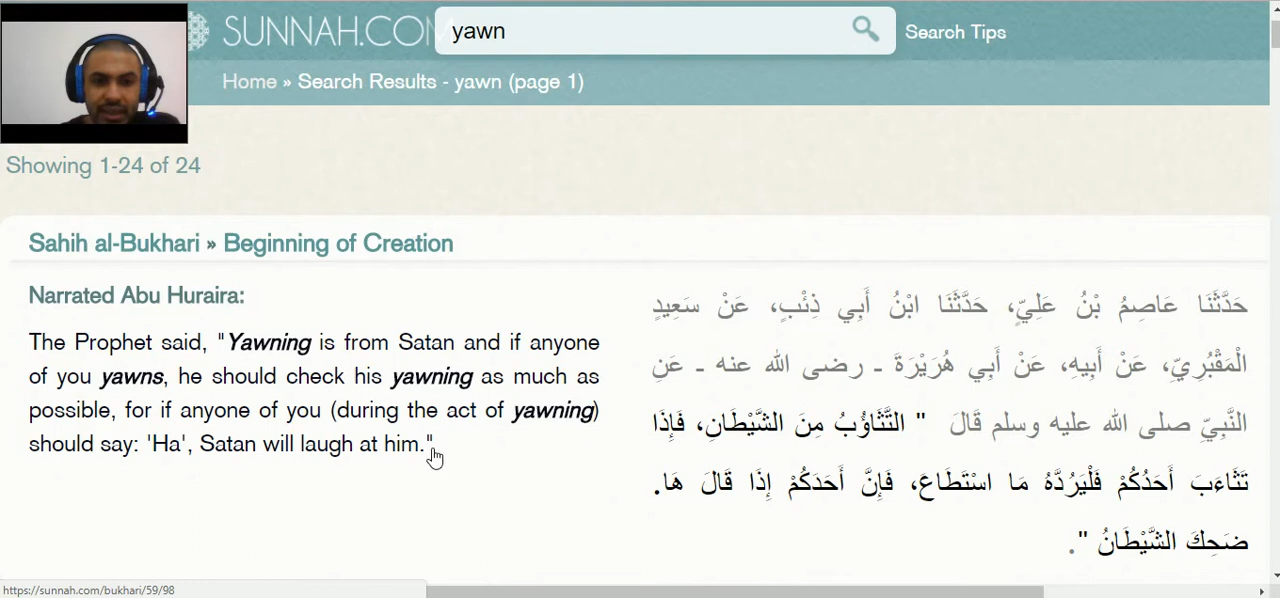 SUNNAH.COM
yawn
Search Tips
Home » Search Results - yawn (page 1)
Showing 1-24 of 24
Sahih al-Bukhari » Beginning of Creation
Narrated Abu Huraira:
The Prophet said, "Yawning is from Satan and if anyone
of you yawns, he should check his yawning as much as
possible, for if anyone of you (during the act of yawning)
should say: 'Ha', Satan will laugh at him."
حَدَّثَنَا عَاصِمُ بْنُ عَلِيٍّ، حَدَّثَنَا ابْنُ أَبِي ذِئْبٍ، عَنْ سَعِيدٍ
الْمَقْبُرِيِّ، عَنْ أَبِيهِ، عَنْ أَبِي هُرَيْرَةَ ـ رضى الله عنه ـ عَنِ
النَّبِيِّ صلى الله عليه وسلم قَالَ " التَّثَاؤُبُ مِنَ الشَّيْطَانِ، فَإِذَا
تَثَاءَبَ أَحَدُكُمْ فَلْيَرُدَّهُ مَا اسْتَطَاعَ، فَإِنَّ أَحَدَكُمْ إِذَا قَالَ هَا‏.
ضَحِكَ الشَّيْطَانُ ".
https://sunnah.com/bukhari/59/98